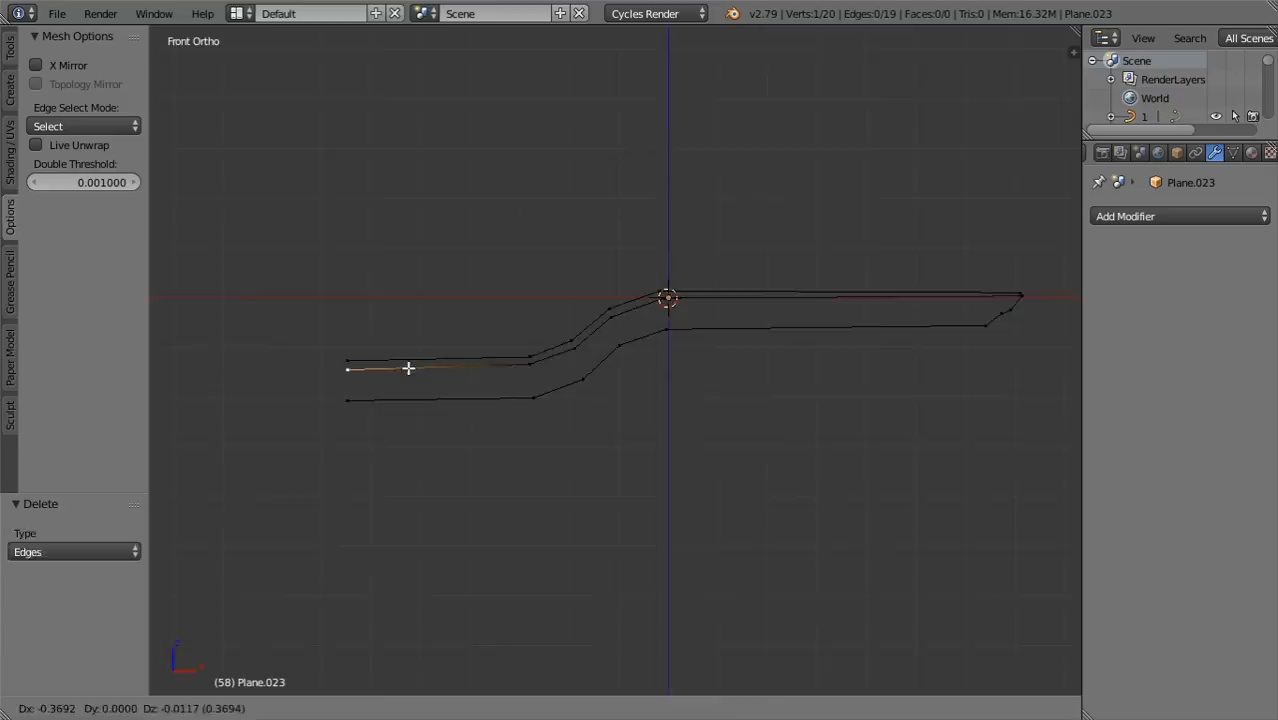 File Render Window Help Default Scene Cycles Render v2.79 | Verts:1/20 | Edges:0/19 | Faces:0/0 | Tris:0 | Mem:16.32M | Plane.023
Mesh Options
X Mirror
Topology Mirror
Edge Select Mode:
Select
Live Unwrap
Double Threshold:
0.001000
Tools
Create
Shading / UVs
Options
Grease Pencil
Paper Model
Sculpt
Delete
Type
Edges
Front Ortho
(58) Plane.023
Dx: -0.3692 Dy: 0.0000 Dz: -0.0117 (0.3694)
View Search All Scenes
Scene
RenderLayers
World
1
Plane.023
Add Modifier